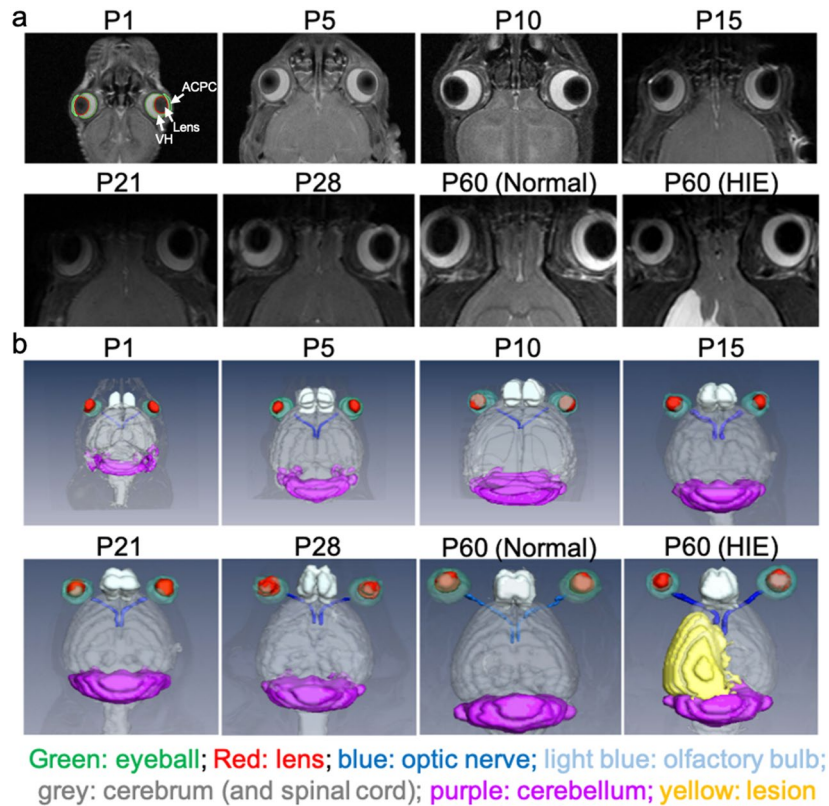 a
P1 P5 P10 P15
ACPC
Lens
VH
P21 P28 P60 (Normal) P60 (HIE)
b
P1 P5 P10 P15
P21 P28 P60 (Normal) P60 (HIE)
Green: eyeball; Red: lens; blue: optic nerve; light blue: olfactory bulb;
grey: cerebrum (and spinal cord); purple: cerebellum; yellow: lesion